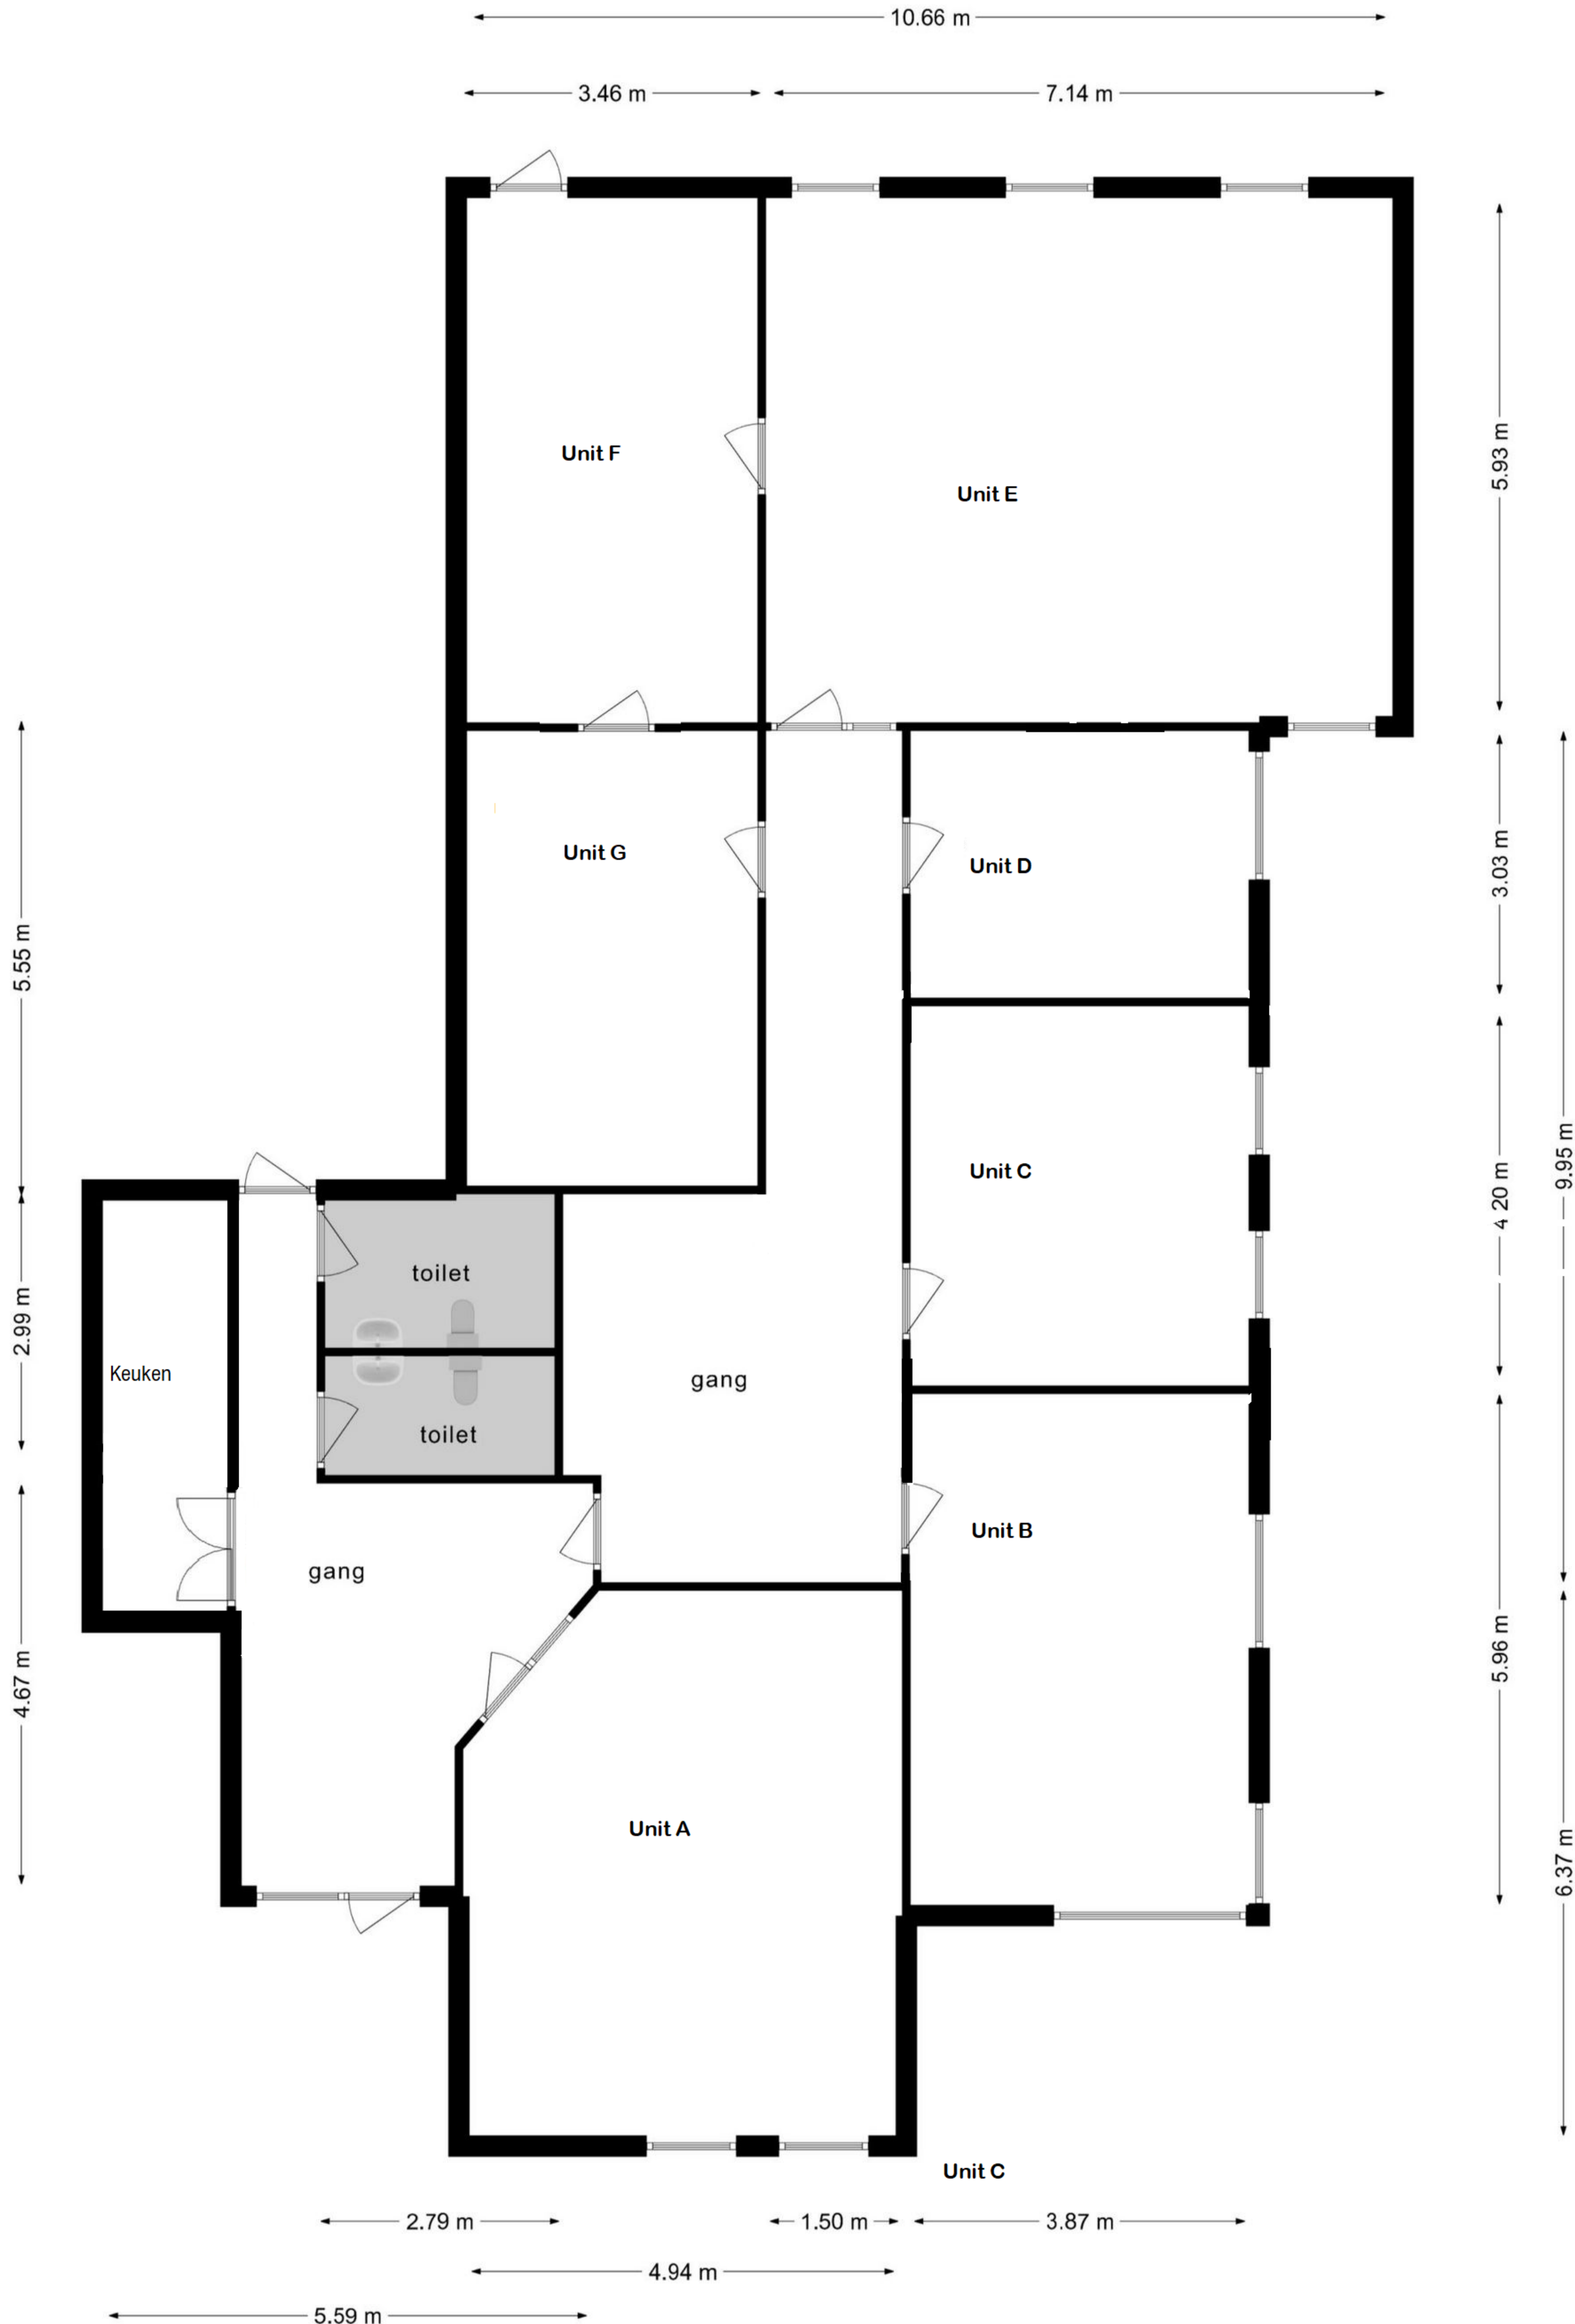 10.66 m
3.46 m
7.14 m
Unit F
Unit E
5.93 m
Unit G
Unit D
3.03 m
5.55 m
Unit C
4 20 m
9.95 m
toilet
2.99 m
Keuken
gang
toilet
Unit B
gang
5.96 m
4.67 m
Unit A
6.37 m
Unit C
2.79 m
1.50 m
3.87 m
4.94 m
5.59 m